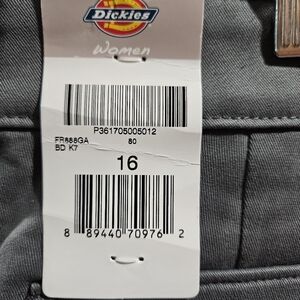 Dickies
Women
P361705005012
FR888GA 80
BD K7
16
8 89440 70976 2